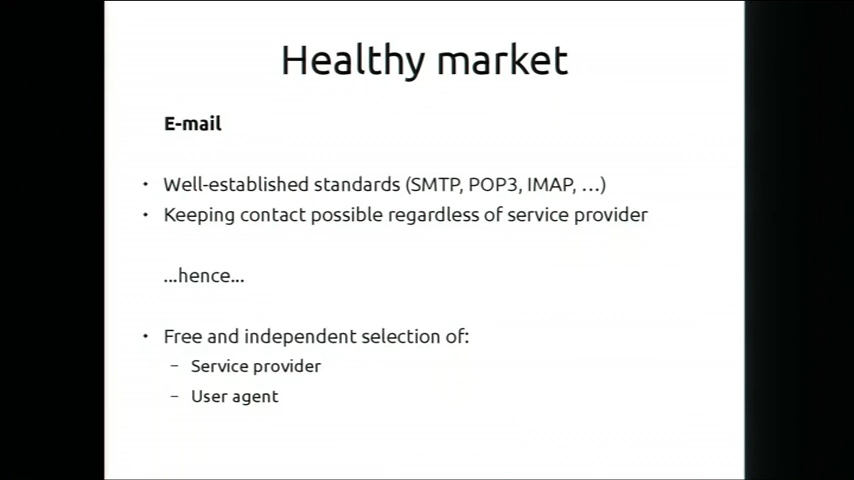 Healthy market
E-mail
• Well-established standards (SMTP, POP3, IMAP, ...)
• Keeping contact possible regardless of service provider
...hence...
• Free and independent selection of:
– Service provider
– User agent